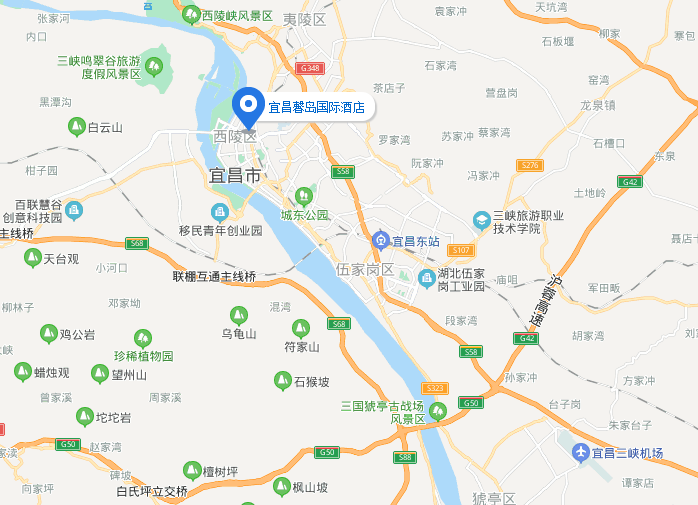 张家河
西陵峡风景区
夷陵区
袁家冲
天坑湾
内口
石板堰
柳家
寨包
三峡鸣翠谷旅游
度假风景区
G348
石家湾
窑湾
茶店子
营盘岗
龙泉镇
黑潭沟
宜昌馨岛国际酒店
白云山
西陵区
罗家湾
苏家冲
蔡家湾
石槽口
东泉
柑子园
宜昌市
S58
阮家冲
冯家冲
S276
G42
土地岭
百联慧谷
创意科技园
移民青年创业园
城东公园
三峡旅游职业
技术学院
主线桥
S68
宜昌东站
S107
聂店
天台观
小河口
联棚互通主线桥
伍家岗区
湖北伍家
岗工业园
庙咀
沪蓉高速
军田畈
柳林子
邓家坳
混湾
乌龟山
S68
段家湾
胡家湾
刘
鸡公岩
珍稀植物园
符家山
G42
峡
S58
蜡烛观
望州山
石猴坡
S323
孙家冲
方家冲
曾家溪
周家湾
三国猇亭古战场
风景区
G50
台子岗
坨坨岩
朱家台子
G50
赵家湾
G50
S88
宜昌三峡机场
碑坡
檀树坪
向家坪
白氏坪立交桥
枫山坡
猇亭区
谭家店